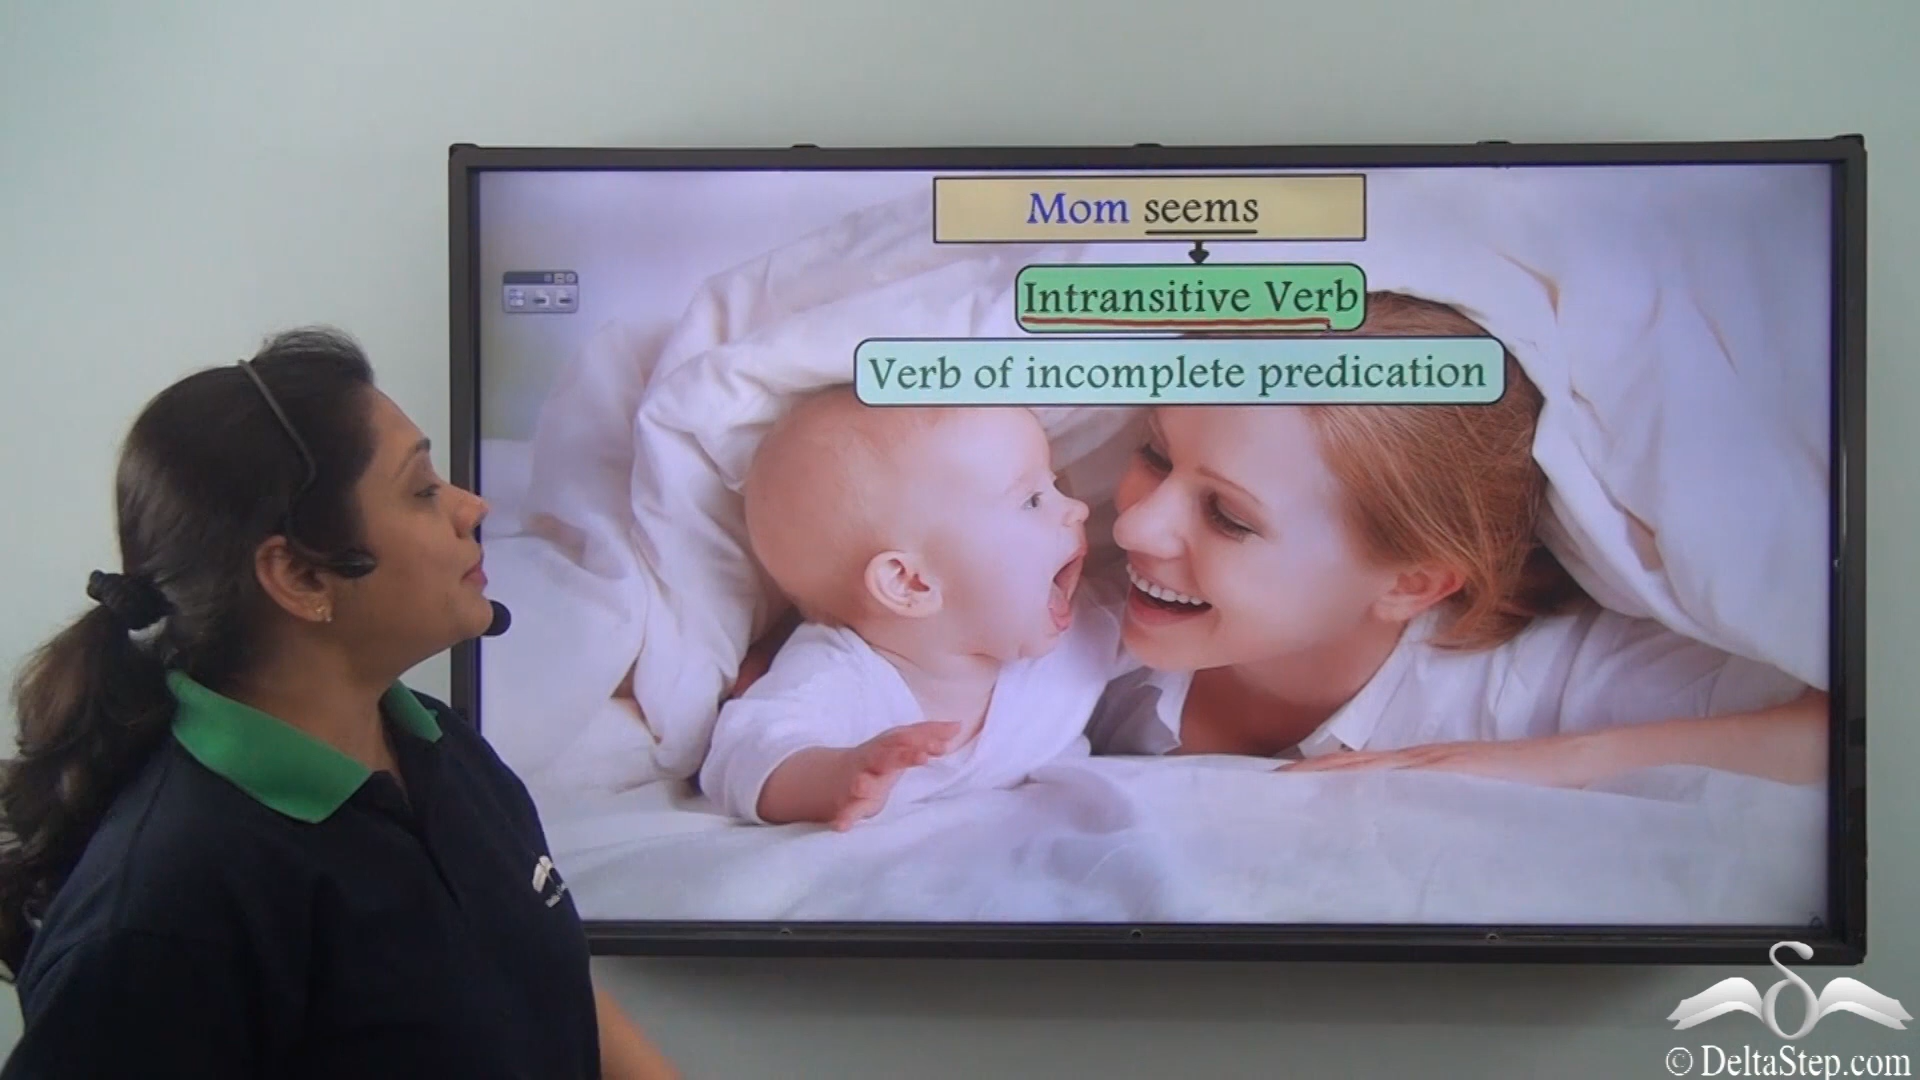 Mom seems
Intransitive Verb
Verb of incomplete predication
© DeltaStep.com